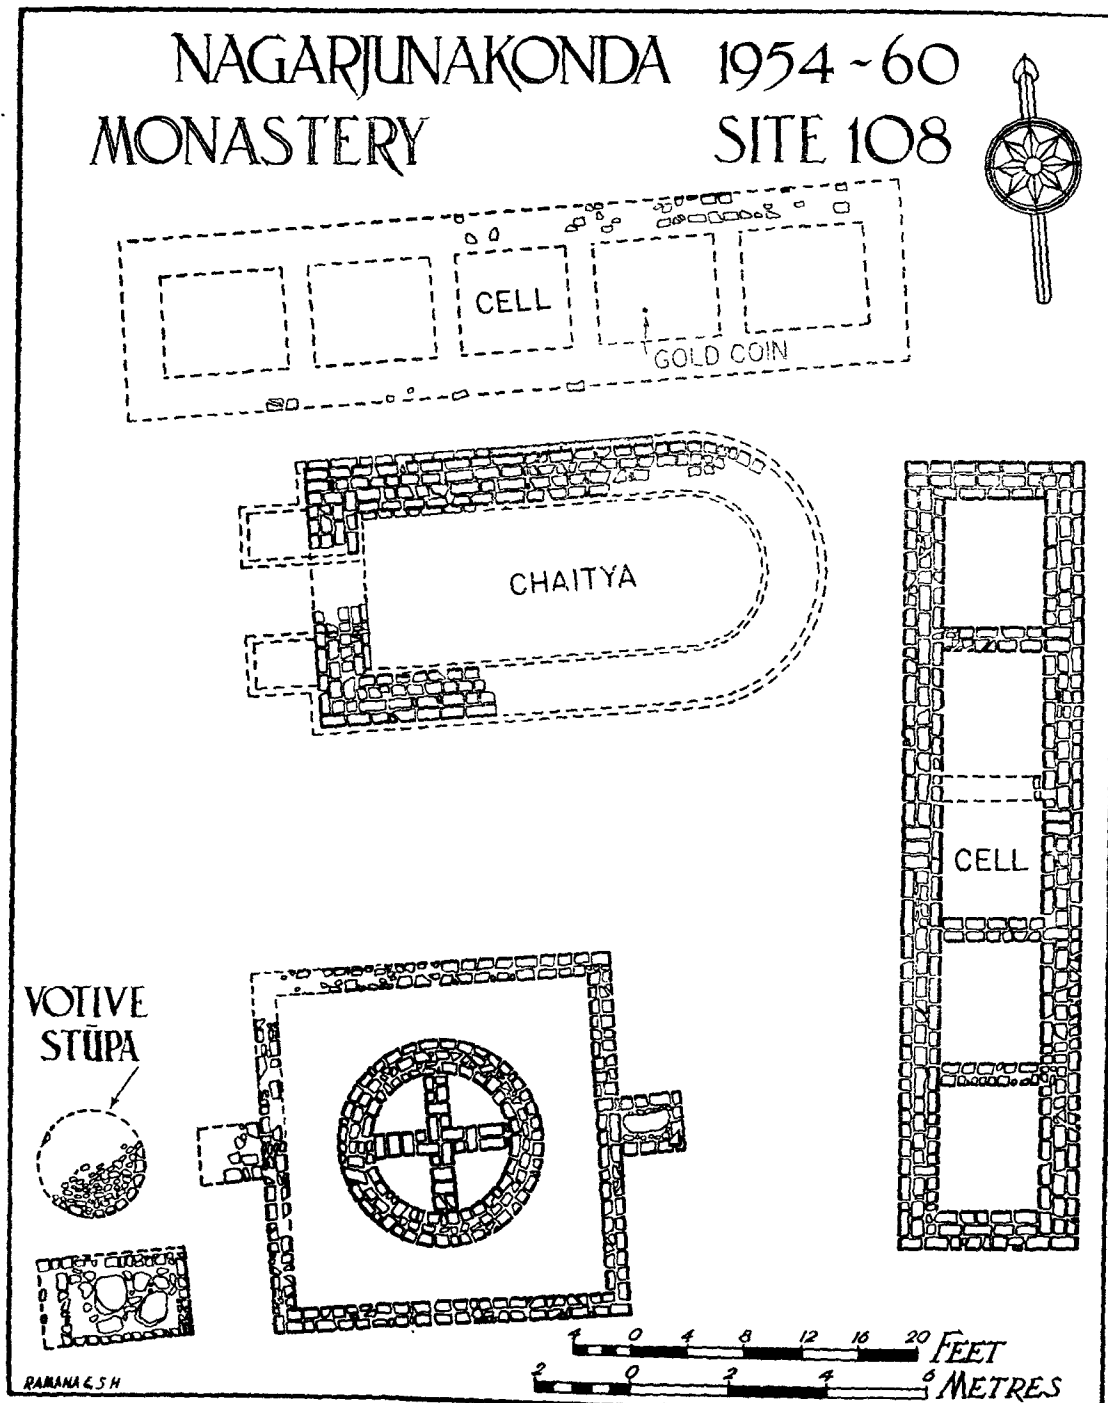 NAGARJUNAKONDA 1954-60
MONASTERY SITE 108
CELL
GOLD COIN
CHAITYA
CELL
VOTIVE
STŪPA
4 0 4 8 12 16 20 FEET
2 0 2 4 6 METRES
RAMANA & S H